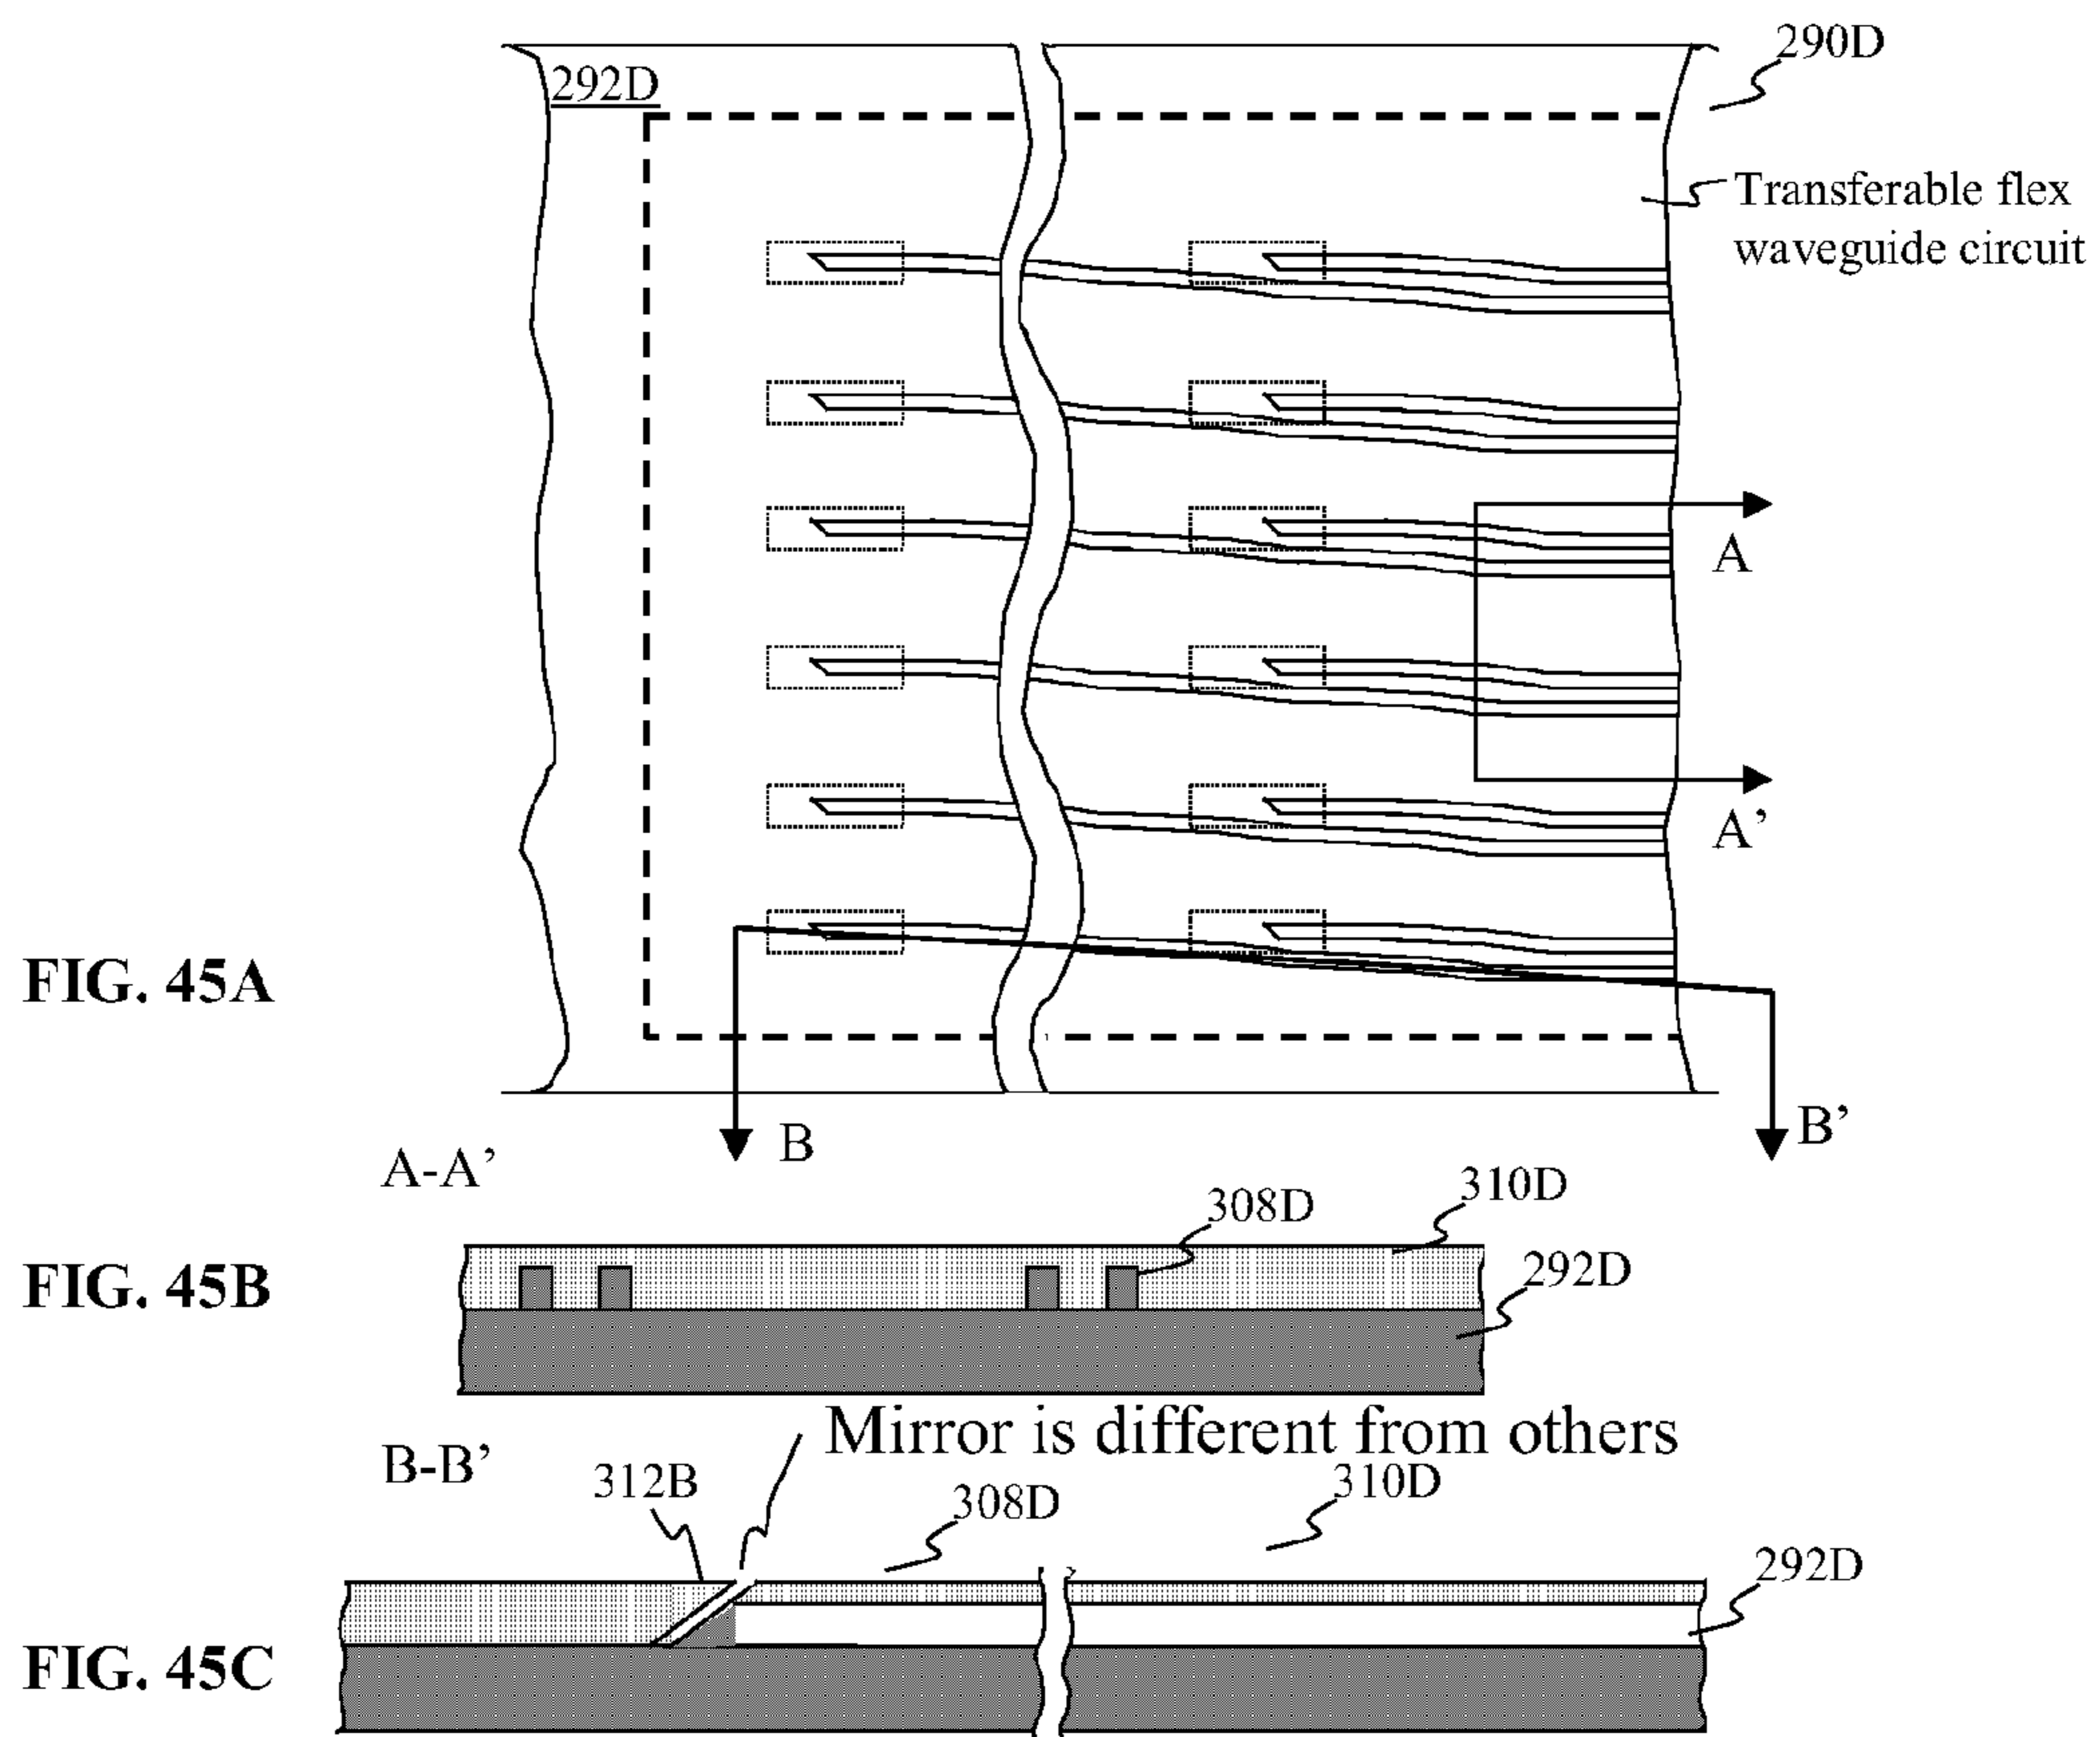 290D
292D
Transferable flex
waveguide circuit
A
A’
FIG. 45A
B
B’
A-A’
310D
308D
292D
FIG. 45B
Mirror is different from others
B-B’
312B
308D
310D
292D
FIG. 45C